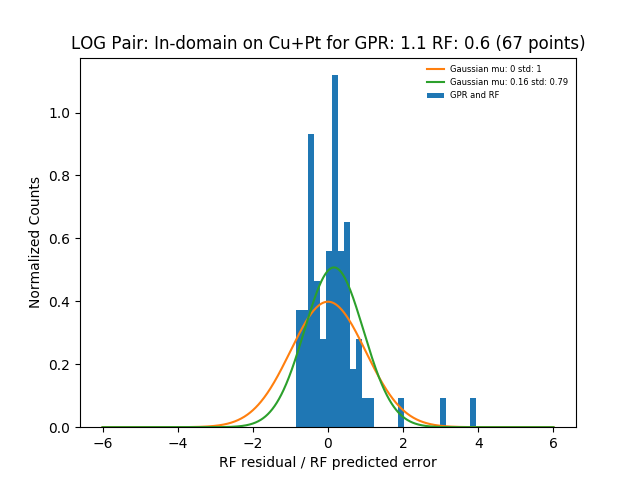 LOG Pair: In-domain on Cu+Pt for GPR: 1.1 RF: 0.6 (67 points)
Gaussian mu: 0 std: 1
Gaussian mu: 0.16 std: 0.79
GPR and RF
Normalized Counts
1.0
0.8
0.6
0.4
0.2
0.0
−6 −4 −2 0 2 4 6
RF residual / RF predicted error